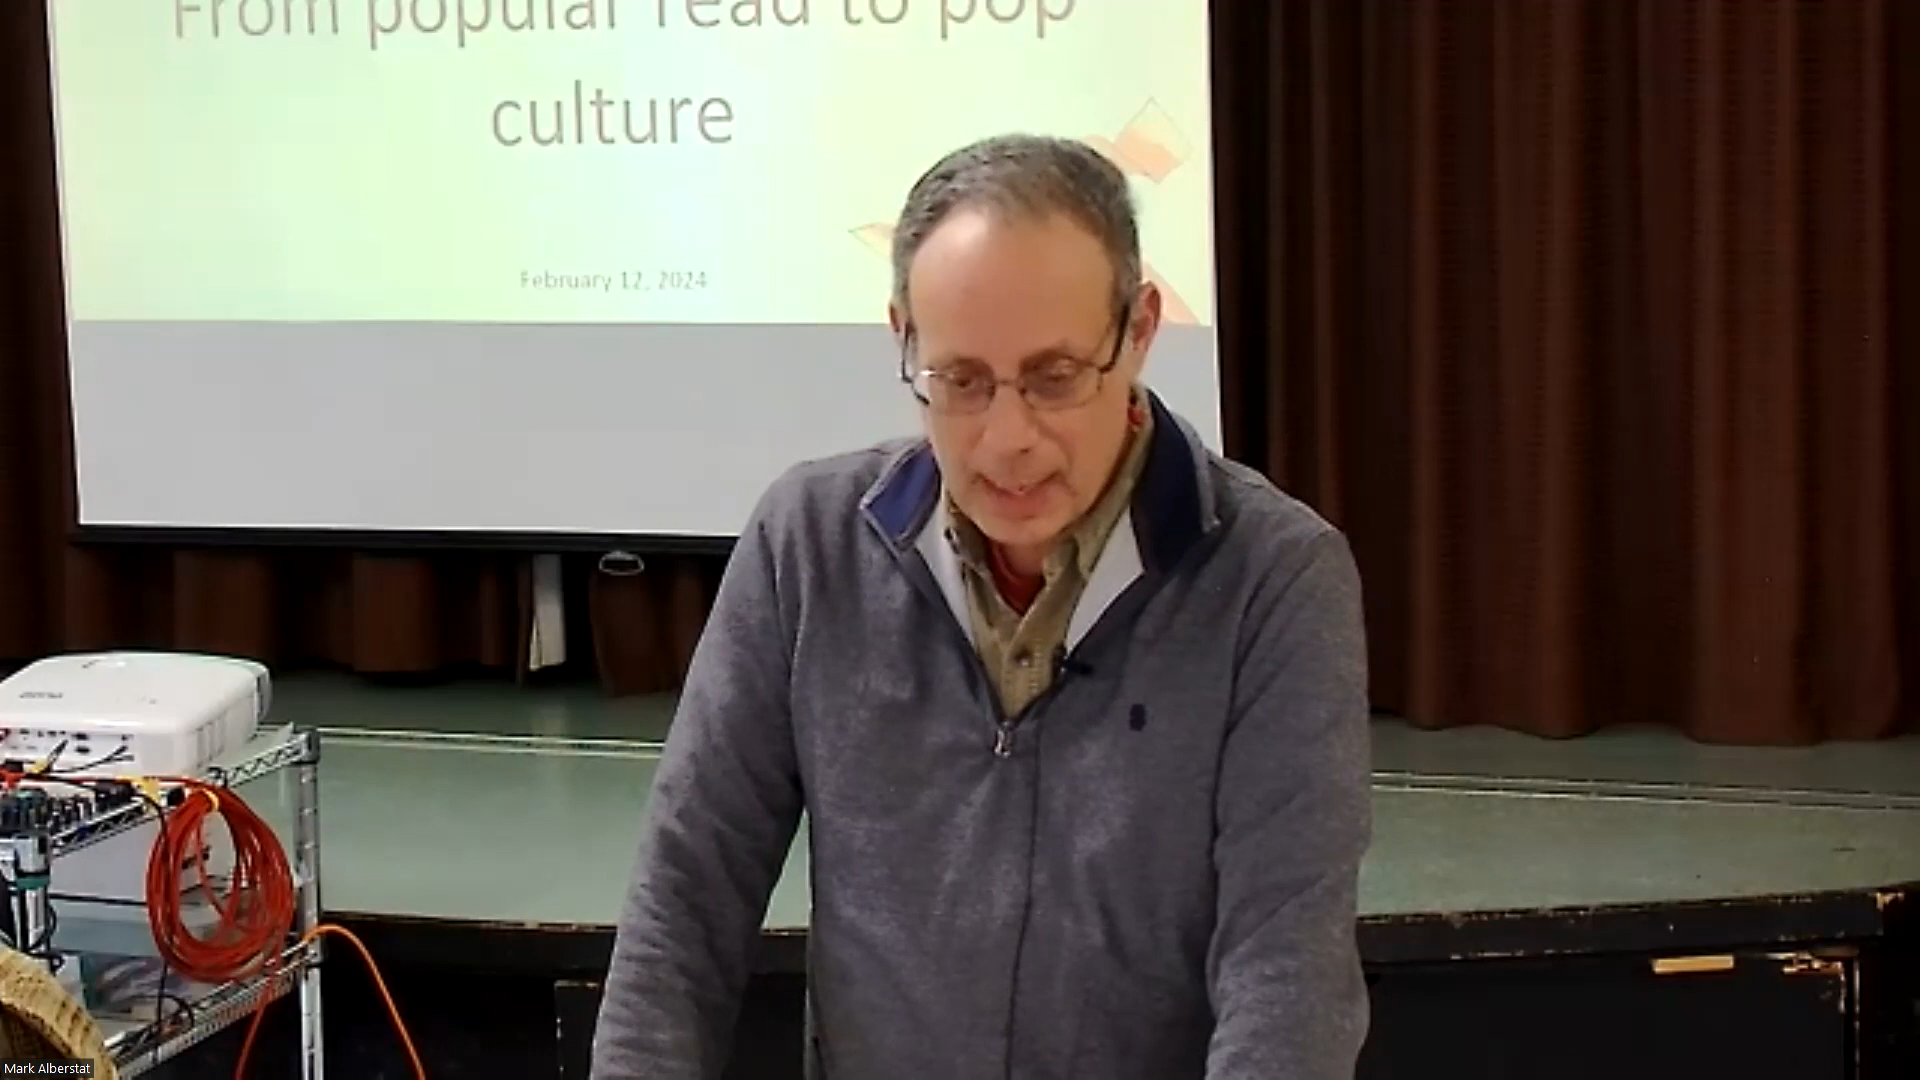 From popular read to pop
culture
February 12, 2024
Mark Alberstat